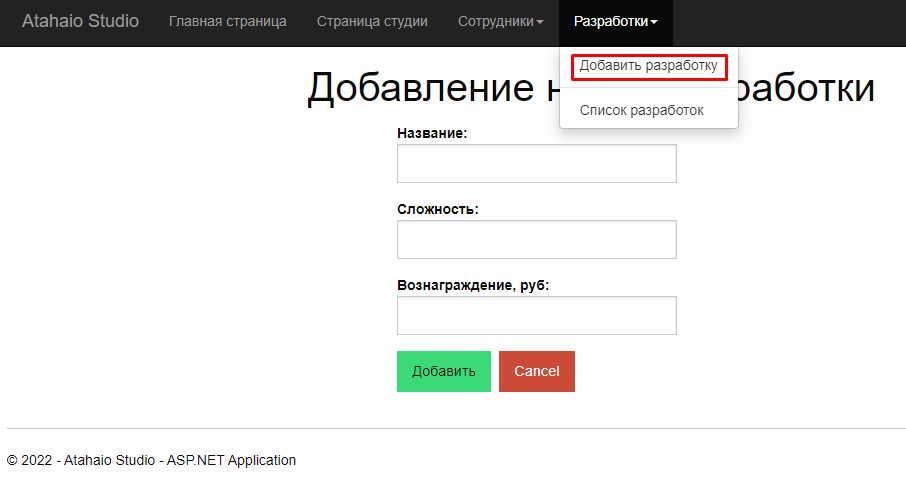 Atahaio Studio Главная страница Страница студии Сотрудники Разработки
Добавить разработку
Список разработок
Добавление работки
Название:
Сложность:
Вознаграждение, руб:
Добавить Cancel
© 2022 - Atahaio Studio - ASP.NET Application